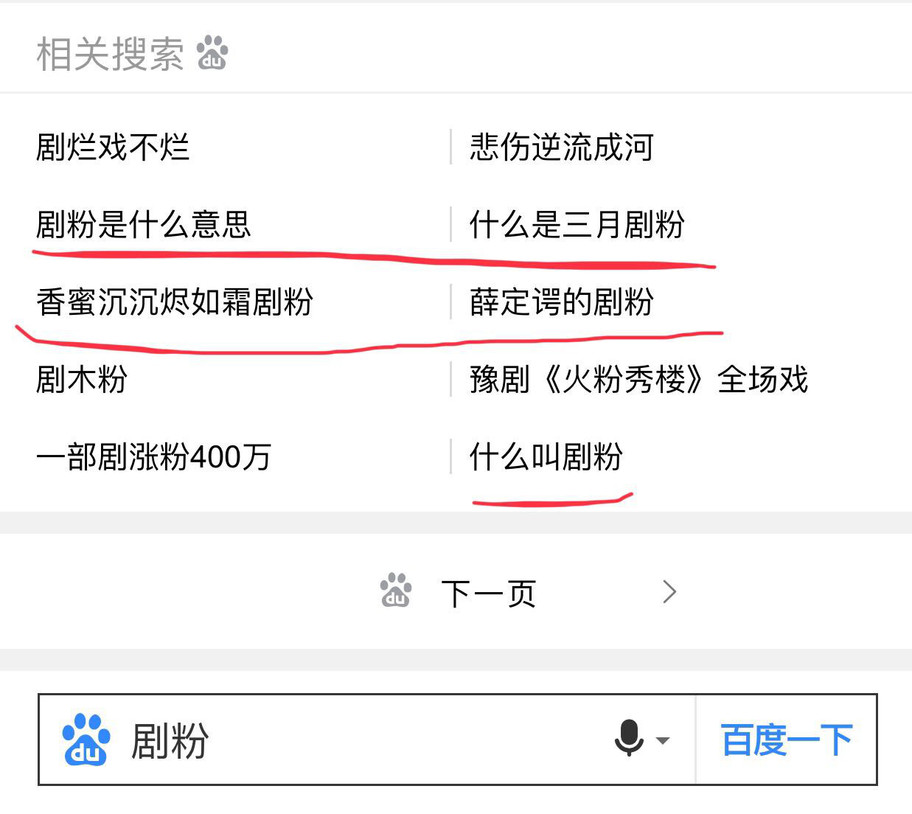 相关搜索 du
剧烂戏不烂 悲伤逆流成河
剧粉是什么意思 什么是三月剧粉
香蜜沉沉烬如霜剧粉 薛定谔的剧粉
剧木粉 豫剧《火粉秀楼》全场戏
一部剧涨粉400万 什么叫剧粉
du 下一页
du 剧粉 百度一下